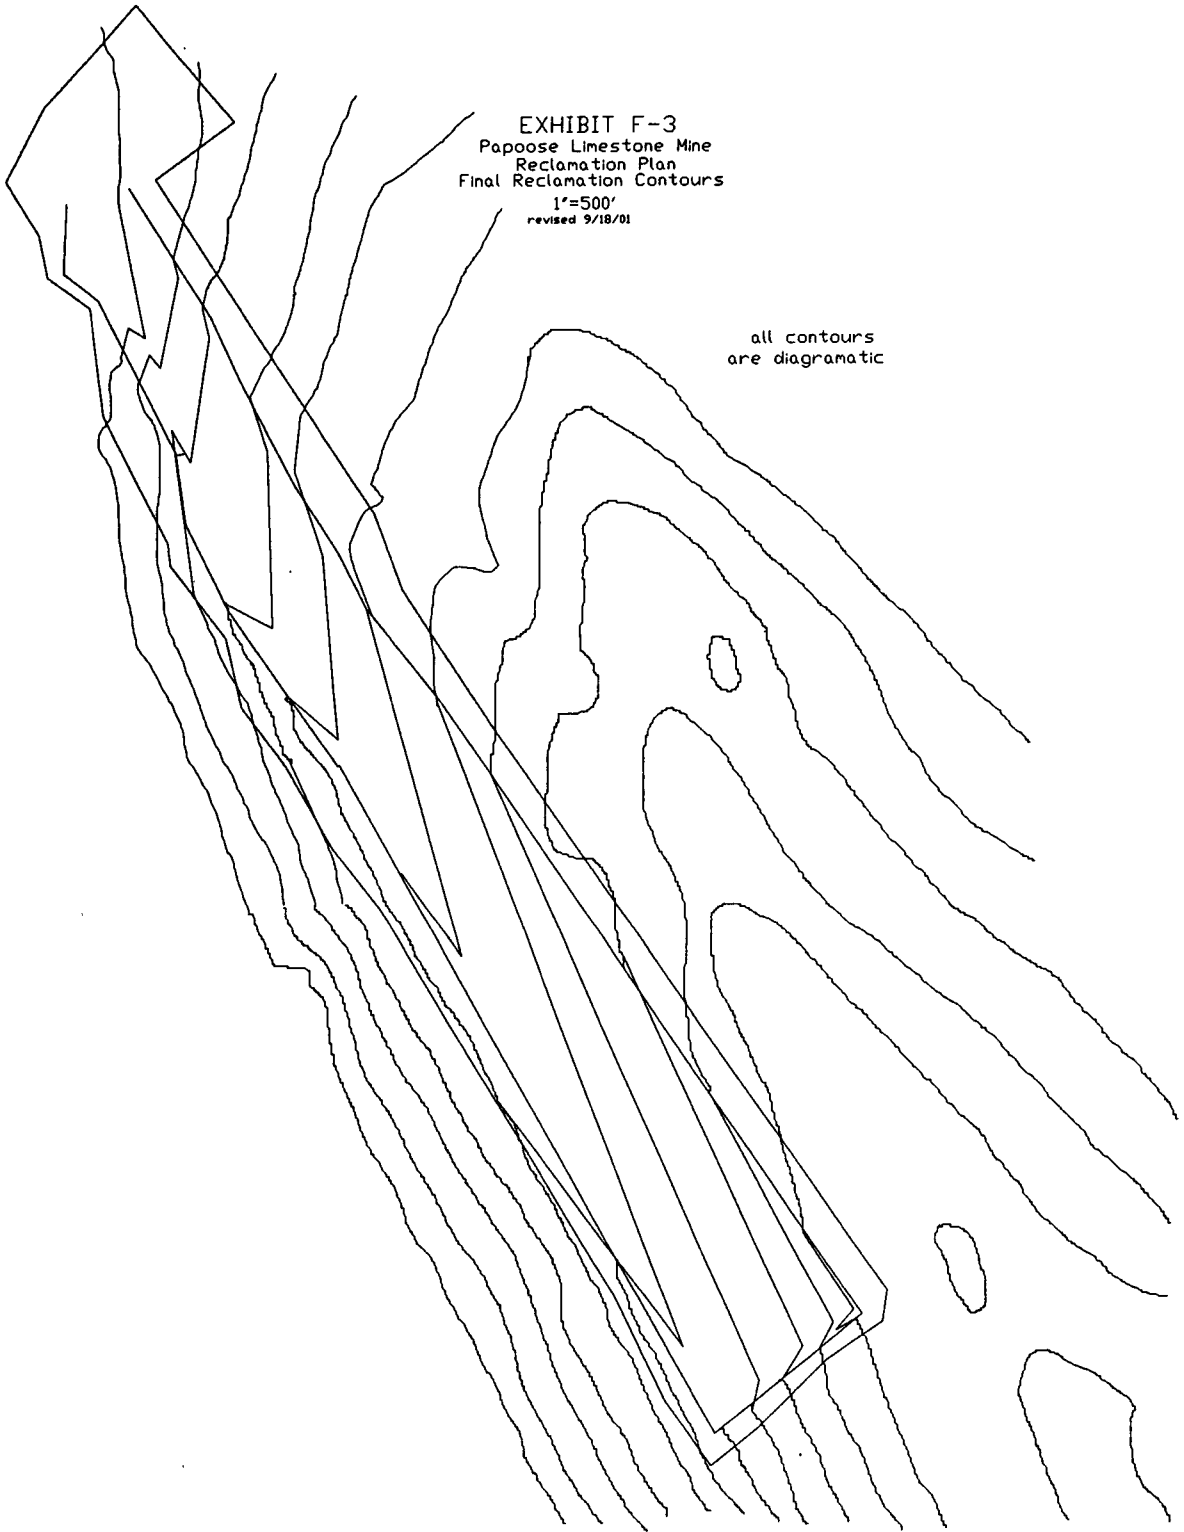 EXHIBIT F-3
Papoose Limestone Mine
Reclamation Plan
Final Reclamation Contours
1"=500'
revised 9/18/01
all contours
are diagramatic